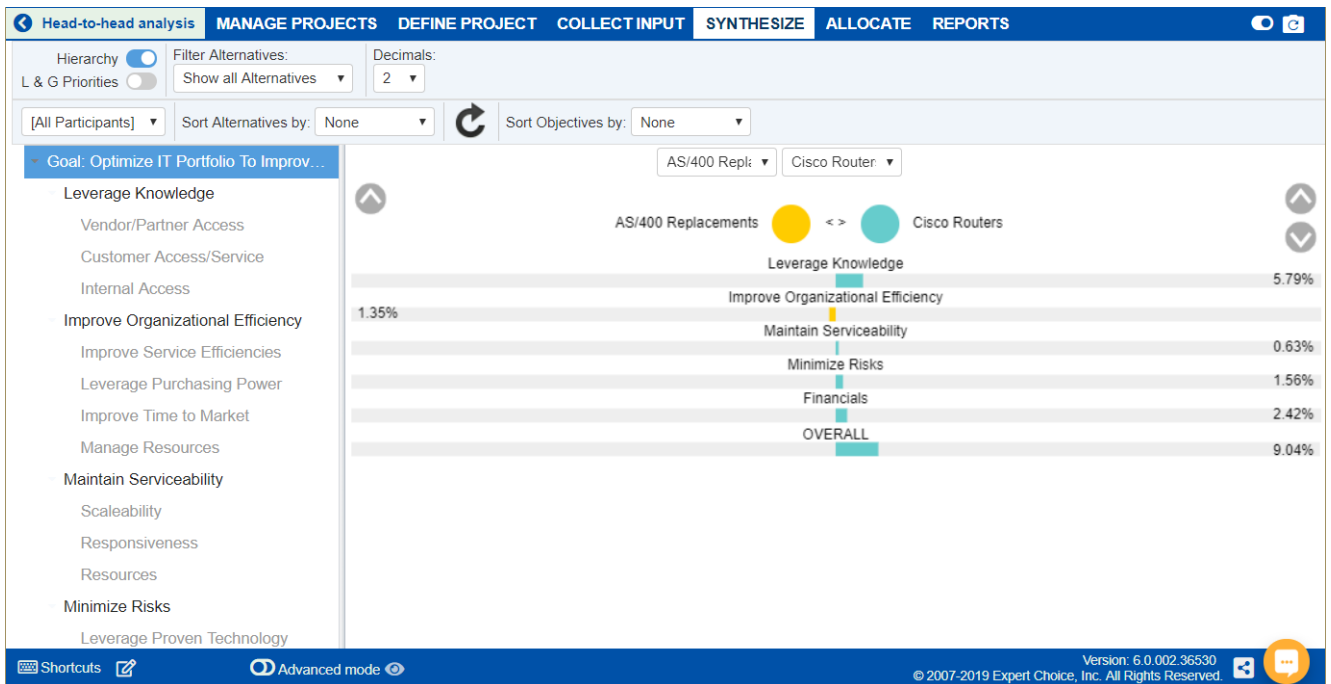 Head-to-head analysis MANAGE PROJECTS DEFINE PROJECT COLLECT INPUT SYNTHESIZE ALLOCATE REPORTS
Hierarchy Filter Alternatives: Decimals:
L & G Priorities Show all Alternatives 2
[All Participants] Sort Alternatives by: None Sort Objectives by: None
Goal: Optimize IT Portfolio To Improv...
Leverage Knowledge
Vendor/Partner Access
Customer Access/Service
Internal Access
Improve Organizational Efficiency
Improve Service Efficiencies
Leverage Purchasing Power
Improve Time to Market
Manage Resources
Maintain Serviceability
Scaleability
Responsiveness
Resources
Minimize Risks
Leverage Proven Technology
AS/400 Repla Cisco Router
AS/400 Replacements < > Cisco Routers
Leverage Knowledge
5.79%
Improve Organizational Efficiency
1.35%
Maintain Serviceability
0.63%
Minimize Risks
1.56%
Financials
2.42%
OVERALL
9.04%
Shortcuts Advanced mode
Version: 6.0.002.36530
© 2007-2019 Expert Choice, Inc. All Rights Reserved.